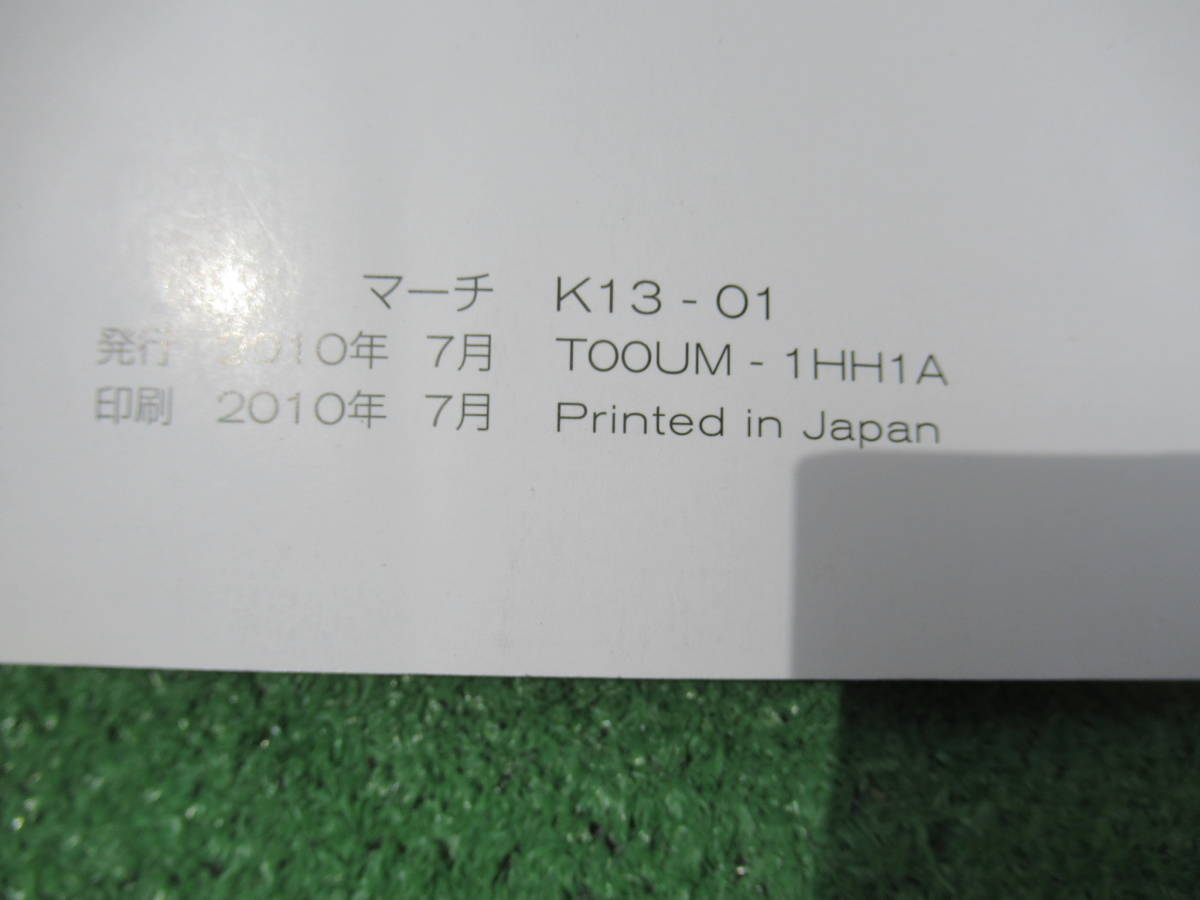 マーチ K13 - 01
発行 2010年 7月 T00UM - 1HH1A
印刷 2010年 7月 Printed in Japan